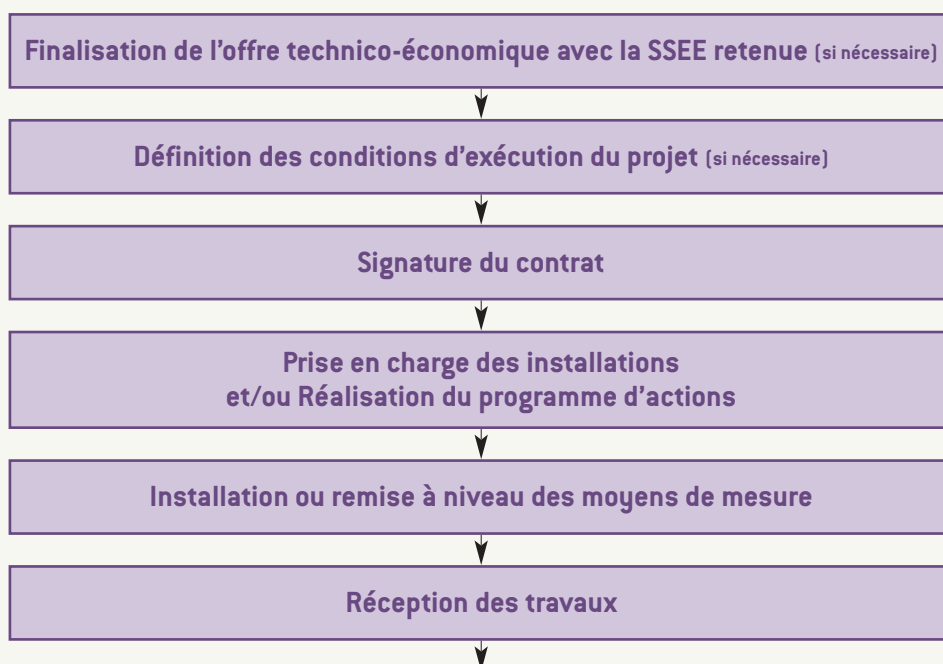 Finalisation de l’offre technico-économique avec la SSEE retenue (si nécessaire)
Définition des conditions d’exécution du projet (si nécessaire)
Signature du contrat
Prise en charge des installations
et/ou Réalisation du programme d’actions
Installation ou remise à niveau des moyens de mesure
Réception des travaux